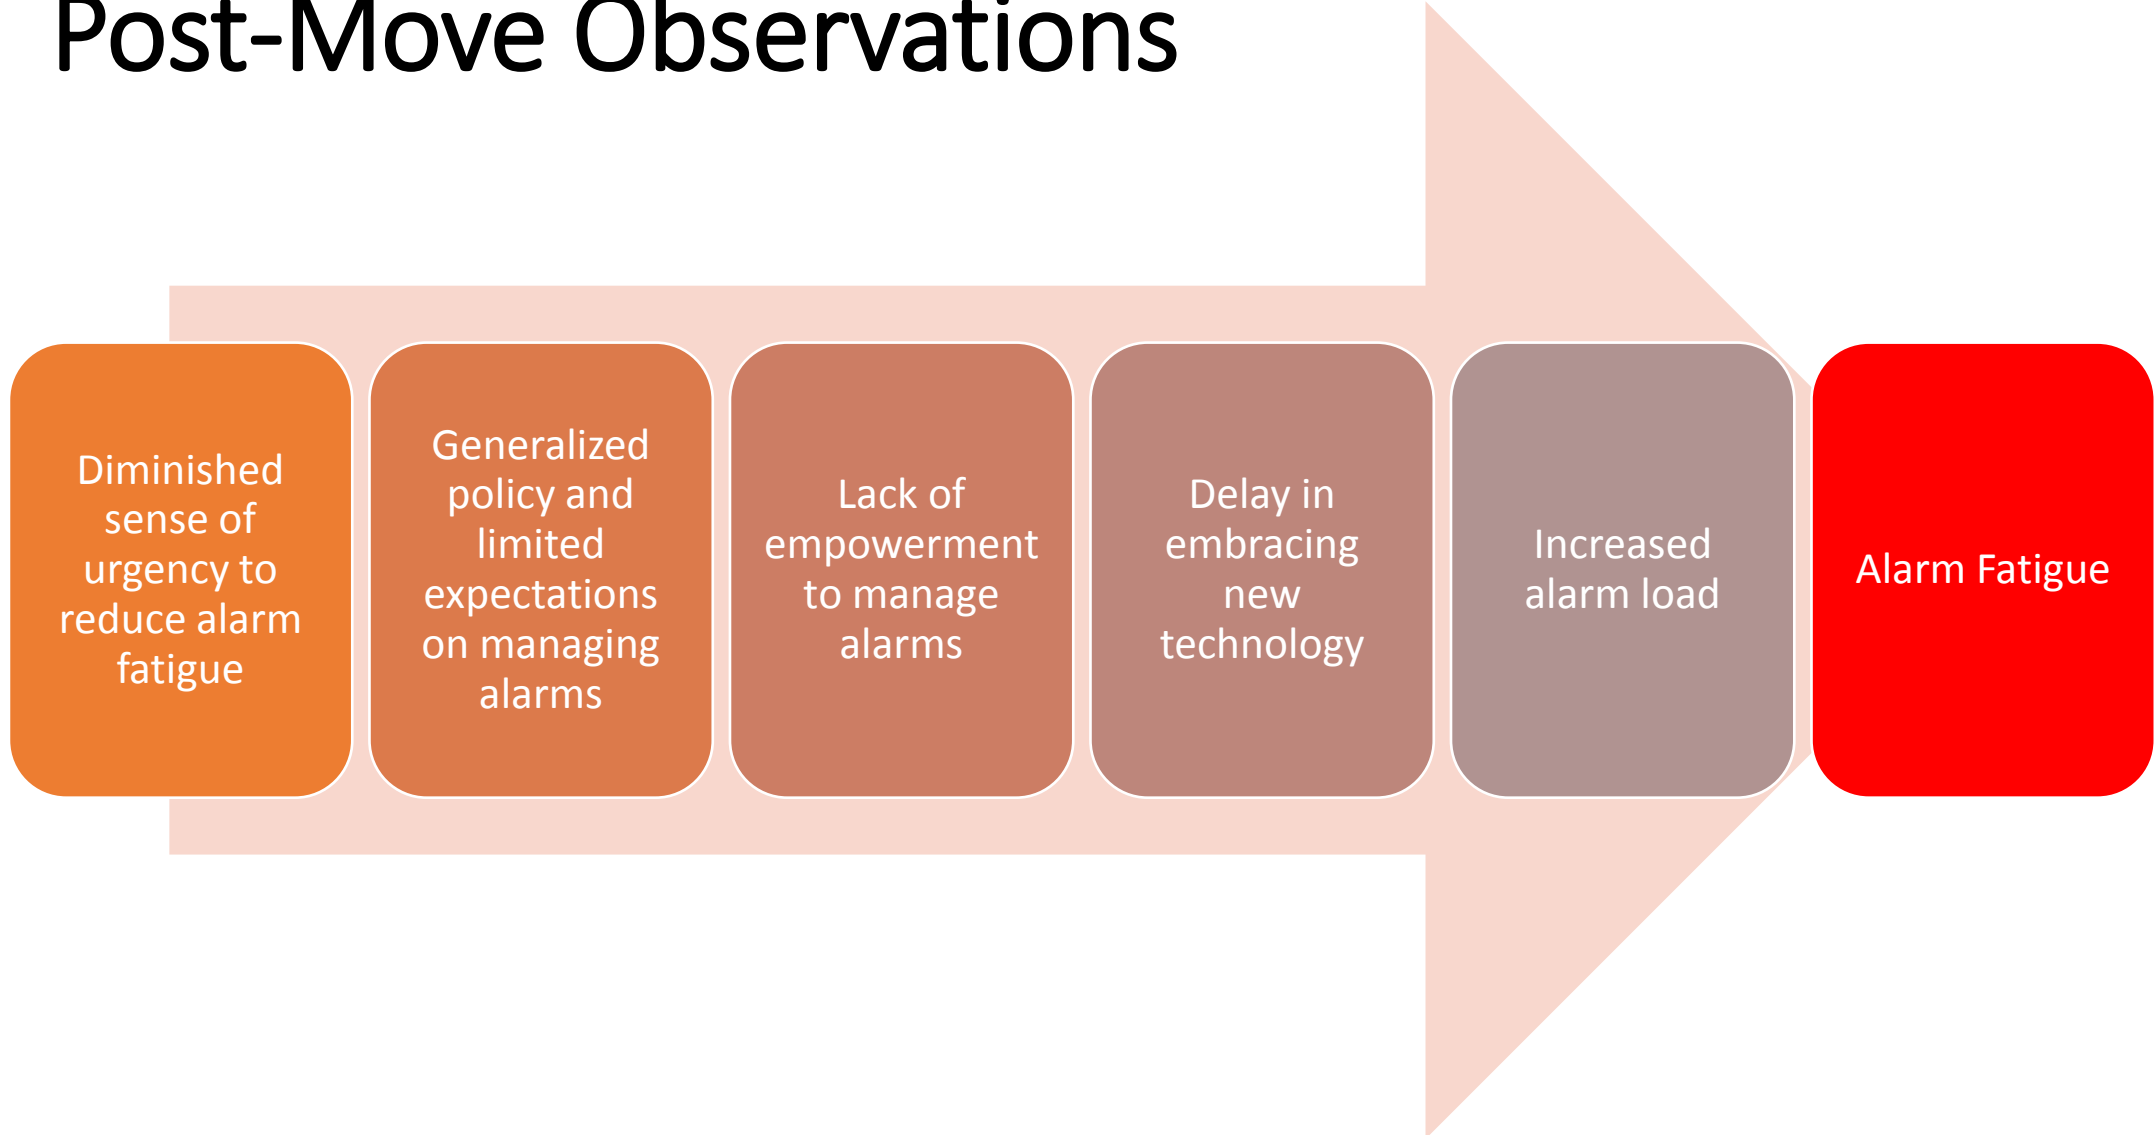 Post-Move Observations
Diminished
sense of
urgency to
reduce alarm
fatigue
Generalized
policy and
limited
expectations
on managing
alarms
Lack of
empowerment
to manage
alarms
Delay in
embracing
new
technology
Increased
alarm load
Alarm Fatigue